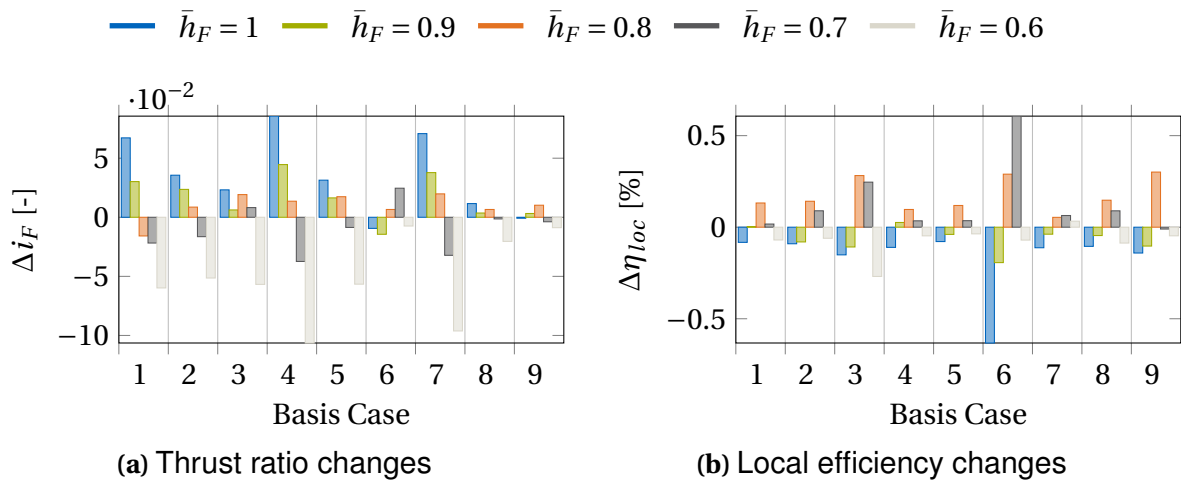 h̄_F = 1 h̄_F = 0.9 h̄_F = 0.8 h̄_F = 0.7 h̄_F = 0.6
·10⁻²
5
0
−5
−10
Δi_F [-]
1 2 3 4 5 6 7 8 9
Basis Case
(a) Thrust ratio changes
0.5
0
−0.5
Δη_loc [%]
1 2 3 4 5 6 7 8 9
Basis Case
(b) Local efficiency changes